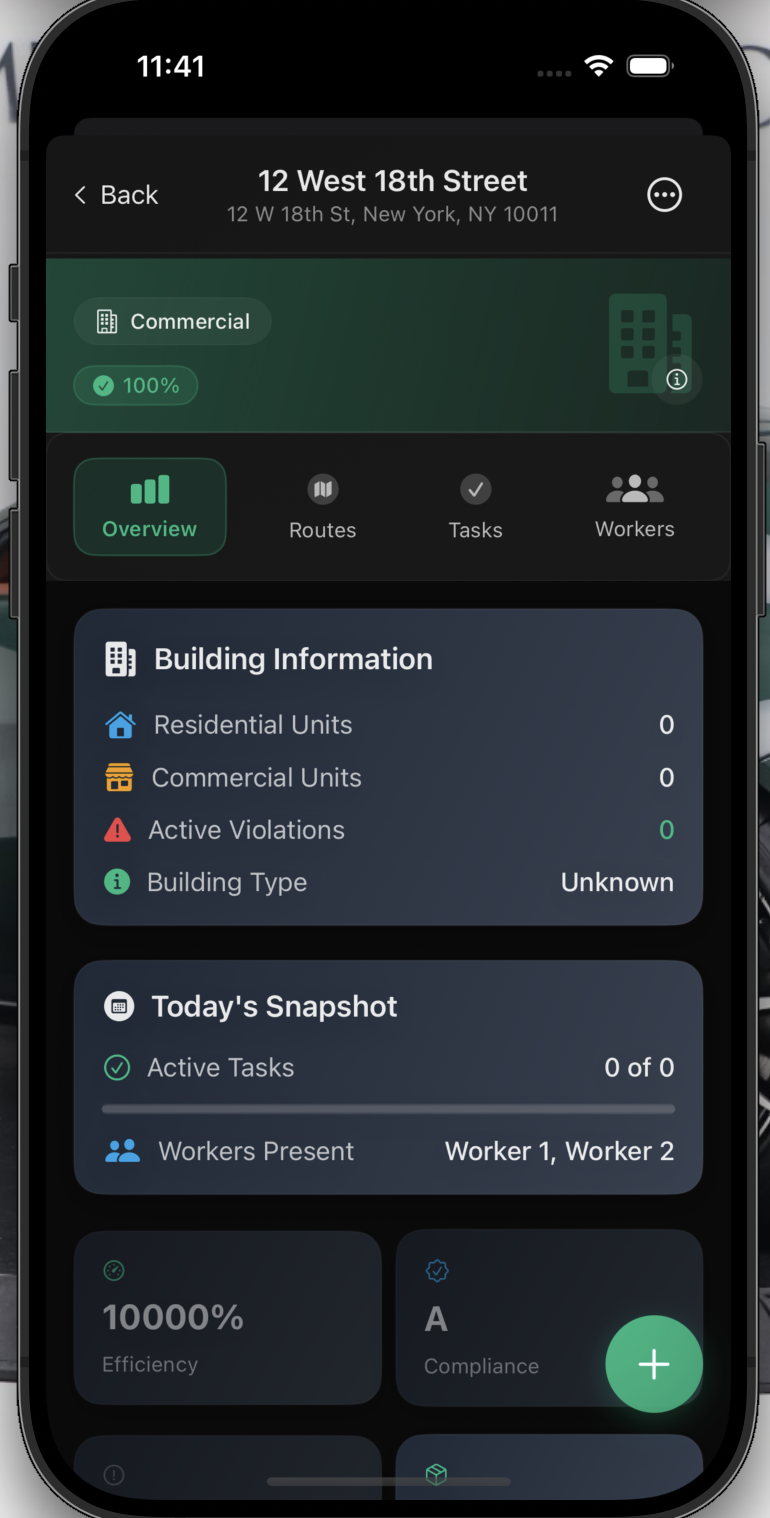 11:41
Back
12 West 18th Street
12 W 18th St, New York, NY 10011
Commercial
100%
Overview
Routes
Tasks
Workers
Building Information
Residential Units 0
Commercial Units 0
Active Violations 0
Building Type Unknown
Today's Snapshot
Active Tasks 0 of 0
Workers Present Worker 1, Worker 2
10000%
Efficiency
A
Compliance